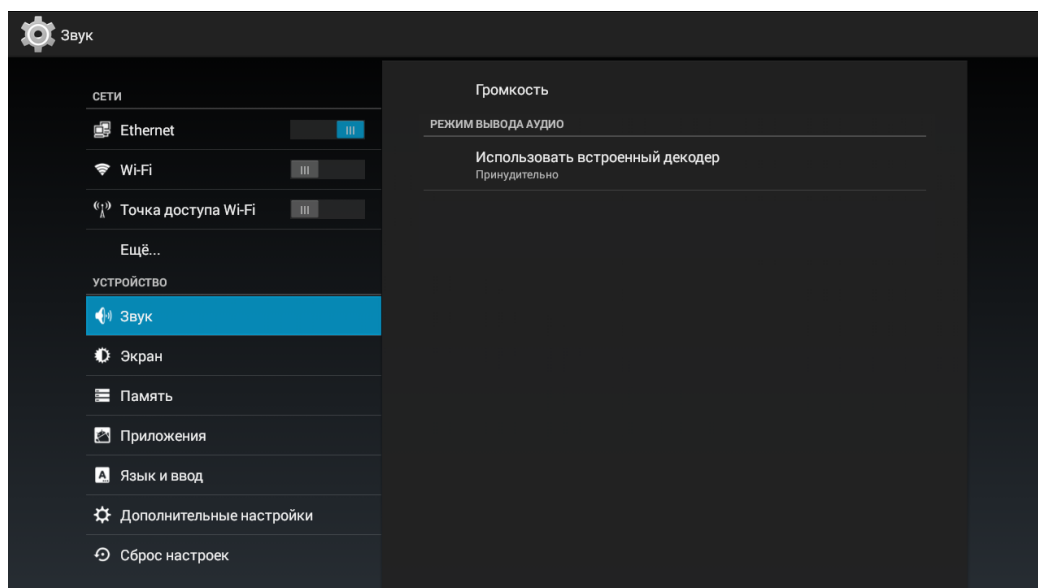 Звук
СЕТИ
Ethernet
Wi-Fi
Точка доступа Wi-Fi
Ещё...
УСТРОЙСТВО
Звук
Экран
Память
Приложения
Язык и ввод
Дополнительные настройки
Сброс настроек
Громкость
РЕЖИМ ВЫВОДА АУДИО
Использовать встроенный декодер
Принудительно